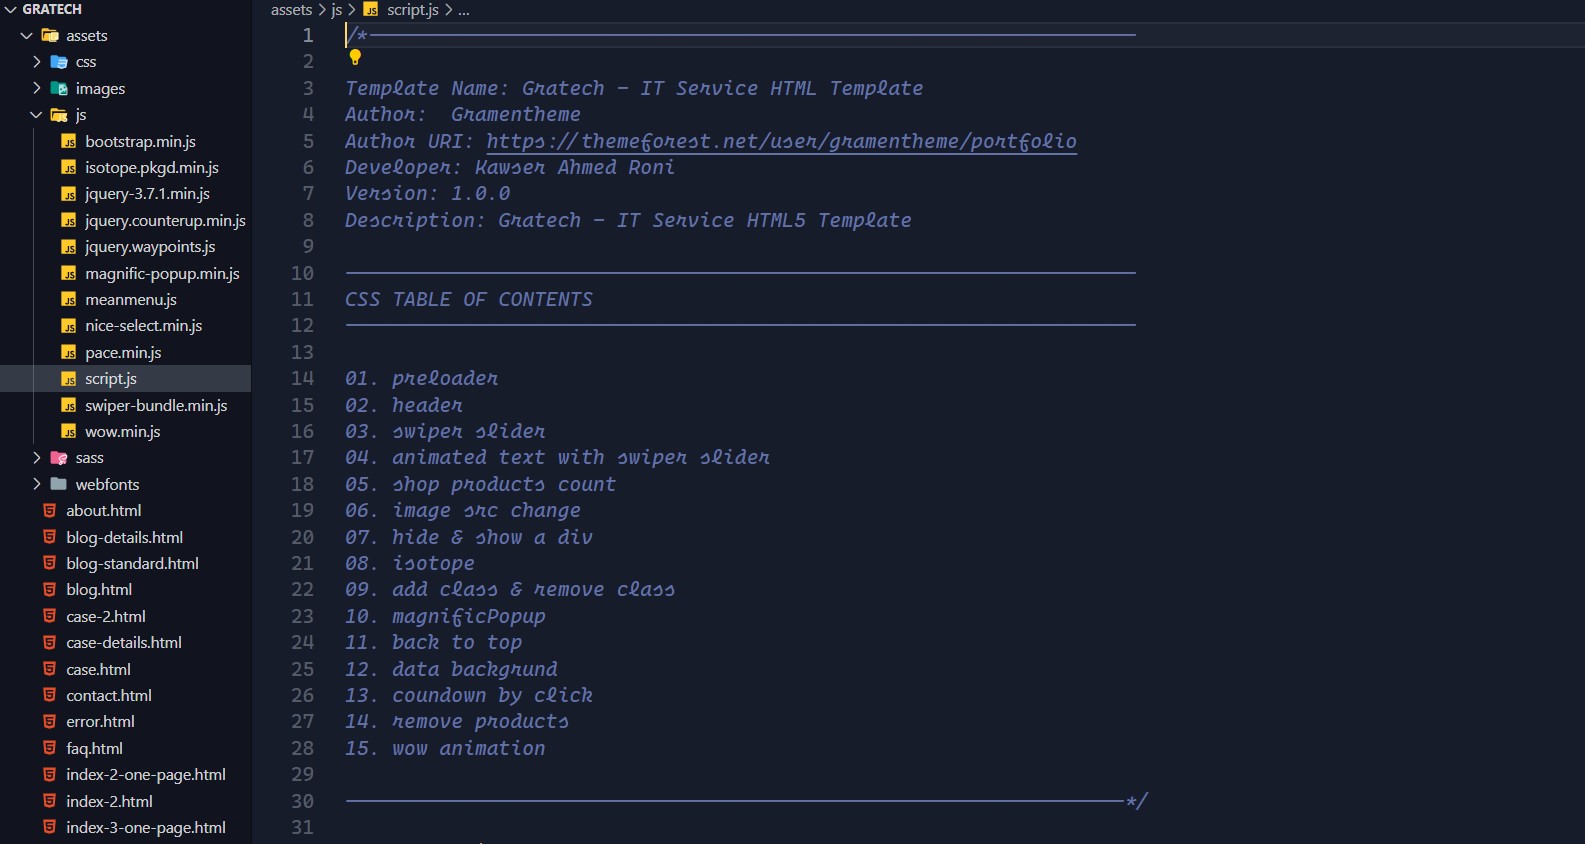 GRATECH
assets
css
images
js
bootstrap.min.js
isotope.pkgd.min.js
jquery-3.7.1.min.js
jquery.counterup.min.js
jquery.waypoints.js
magnific-popup.min.js
meanmenu.js
nice-select.min.js
pace.min.js
script.js
swiper-bundle.min.js
wow.min.js
sass
webfonts
about.html
blog-details.html
blog-standard.html
blog.html
case-2.html
case-details.html
case.html
contact.html
error.html
faq.html
index-2-one-page.html
index-2.html
index-3-one-page.html
assets > js > JS script.js > ...
1 /*-------------------------------------------------------------------
2
3 Template Name: Gratech - IT Service HTML Template
4 Author:  Gramentheme
5 Author URI: https://themeforest.net/user/gramentheme/portfolio
6 Developer: Kawser Ahmed Roni
7 Version: 1.0.0
8 Description: Gratech - IT Service HTML5 Template
9
10 -------------------------------------------------------------------
11 CSS TABLE OF CONTENTS
12 -------------------------------------------------------------------
13
14 01. preloader
15 02. header
16 03. swiper slider
17 04. animated text with swiper slider
18 05. shop products count
19 06. image src change
20 07. hide & show a div
21 08. isotope
22 09. add class & remove class
23 10. magnificPopup
24 11. back to top
25 12. data backgrund
26 13. coundown by click
27 14. remove products
28 15. wow animation
29
30 ------------------------------------------------------------------*/
31